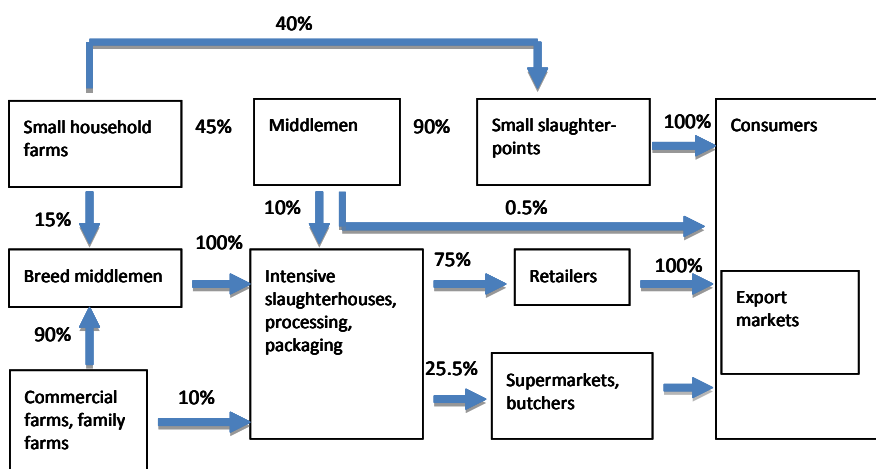 40%
Small household
farms
45%
Middlemen
90%
Small slaughter-
points
100%
Consumers
15%
10%
0.5%
Breed middlemen
100%
Intensive
slaughterhouses,
processing,
packaging
75%
Retailers
100%
Export
markets
90%
Commercial
farms, family
farms
10%
25.5%
Supermarkets,
butchers